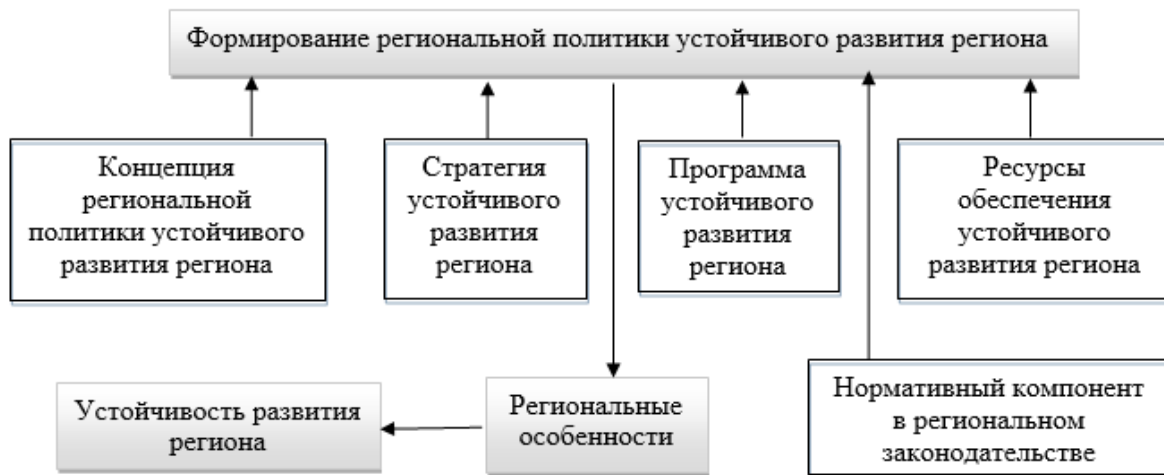 Формирование региональной политики устойчивого развития региона
Концепция
региональной
политики устойчивого
развития региона
Стратегия
устойчивого
развития
региона
Программа
устойчивого
развития
региона
Ресурсы
обеспечения
устойчивого
развития региона
Устойчивость развития
региона
Региональные
особенности
Нормативный компонент
в региональном
законодательстве